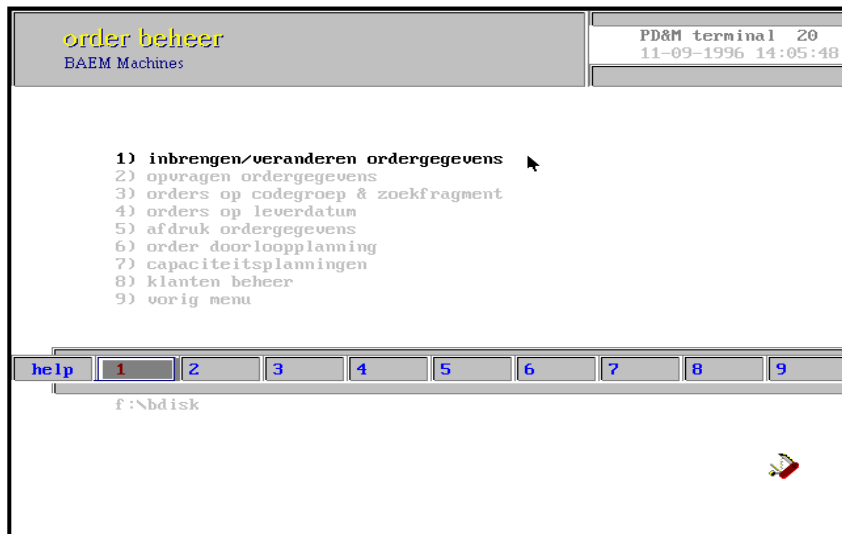 order beheer
BAEM Machines
PD&M terminal 20
11-09-1996 14:05:48
1) inbrengen/veranderen ordergegevens
2) opvragen ordergegevens
3) orders op codegroep & zoekfragment
4) orders op leverdatum
5) afdruk ordergegevens
6) order doorloopplanning
7) capaciteitsplanningen
8) klanten beheer
9) vorig menu
help 1 2 3 4 5 6 7 8 9
f:\bdisk